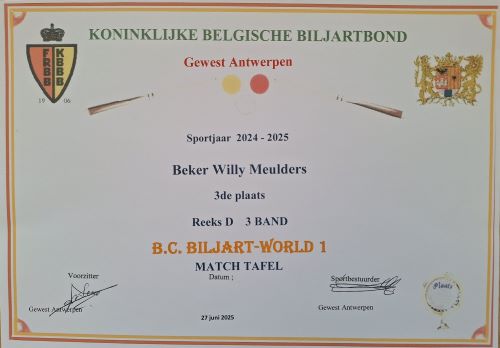 KONINKLIJKE BELGISCHE BILJARTBOND
FRBB KBBB
19 06
Gewest Antwerpen
Sportjaar 2024 - 2025
Beker Willy Meulders
3de plaats
Reeks D 3 BAND
B.C. BILJART-WORLD 1
MATCH TAFEL
Datum ;
Voorzitter
Sportbestuurder
Gewest Antwerpen
Gewest Antwerpen
27 juni 2025
Plaats